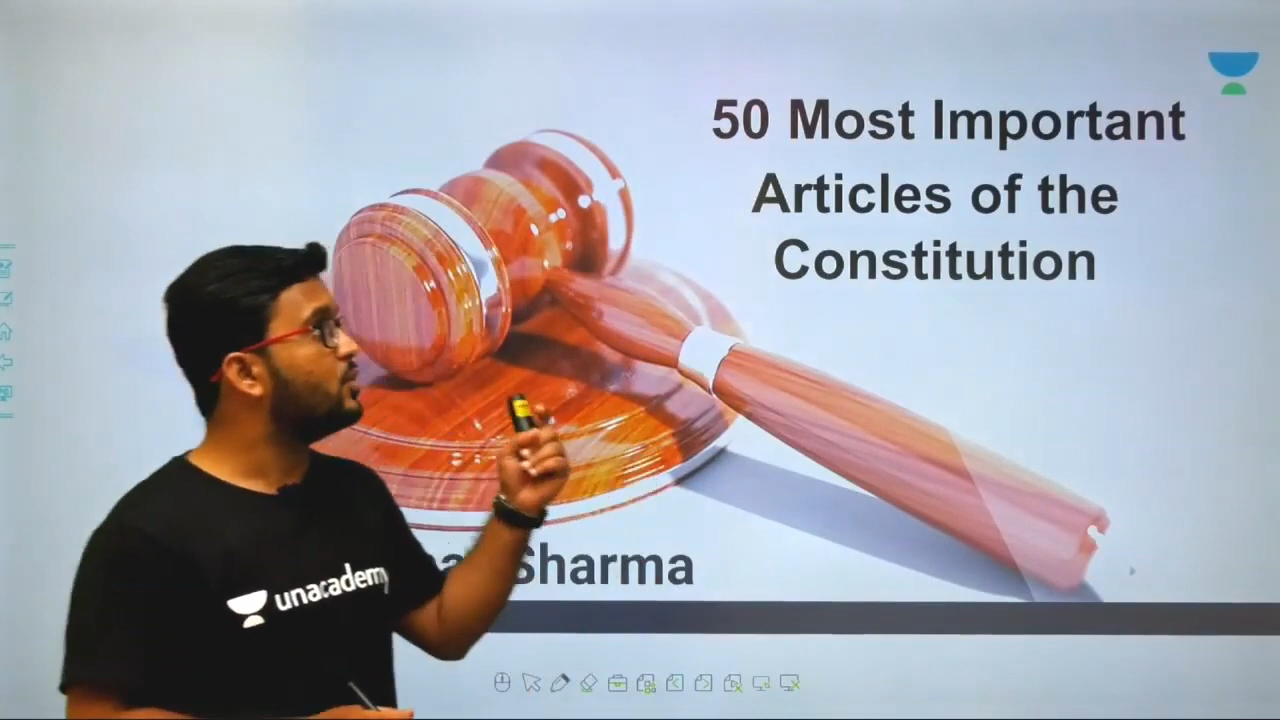 50 Most Important
Articles of the
Constitution
Sharma
unacademy